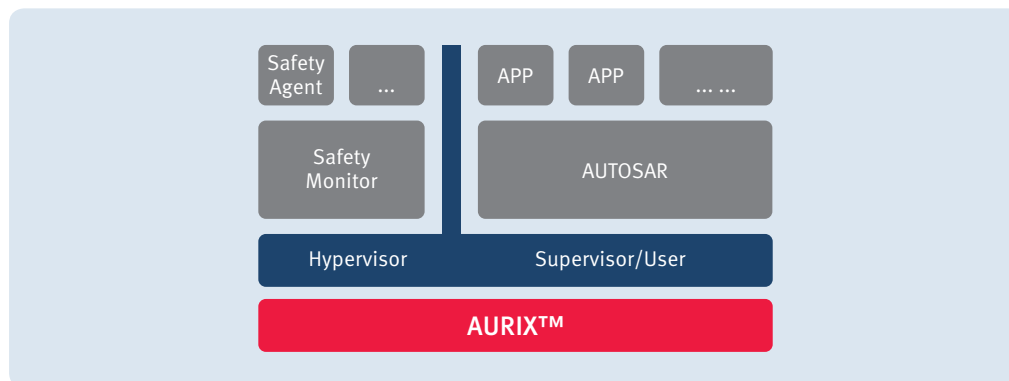 Safety
Agent
...
APP
APP
... ...
Safety
Monitor
AUTOSAR
Hypervisor
Supervisor/User
AURIX™